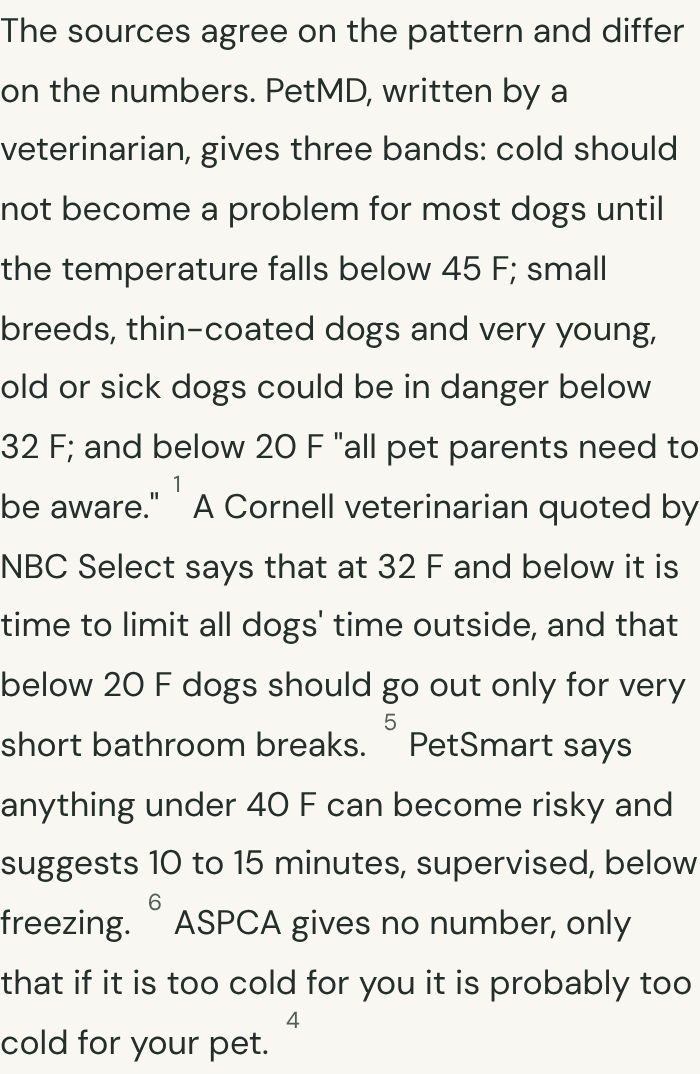 The sources agree on the pattern and differ
on the numbers. PetMD, written by a
veterinarian, gives three bands: cold should
not become a problem for most dogs until
the temperature falls below 45 F; small
breeds, thin-coated dogs and very young,
old or sick dogs could be in danger below
32 F; and below 20 F "all pet parents need to
be aware." 1 A Cornell veterinarian quoted by
NBC Select says that at 32 F and below it is
time to limit all dogs' time outside, and that
below 20 F dogs should go out only for very
short bathroom breaks. 5 PetSmart says
anything under 40 F can become risky and
suggests 10 to 15 minutes, supervised, below
freezing. 6 ASPCA gives no number, only
that if it is too cold for you it is probably too
cold for your pet. 4